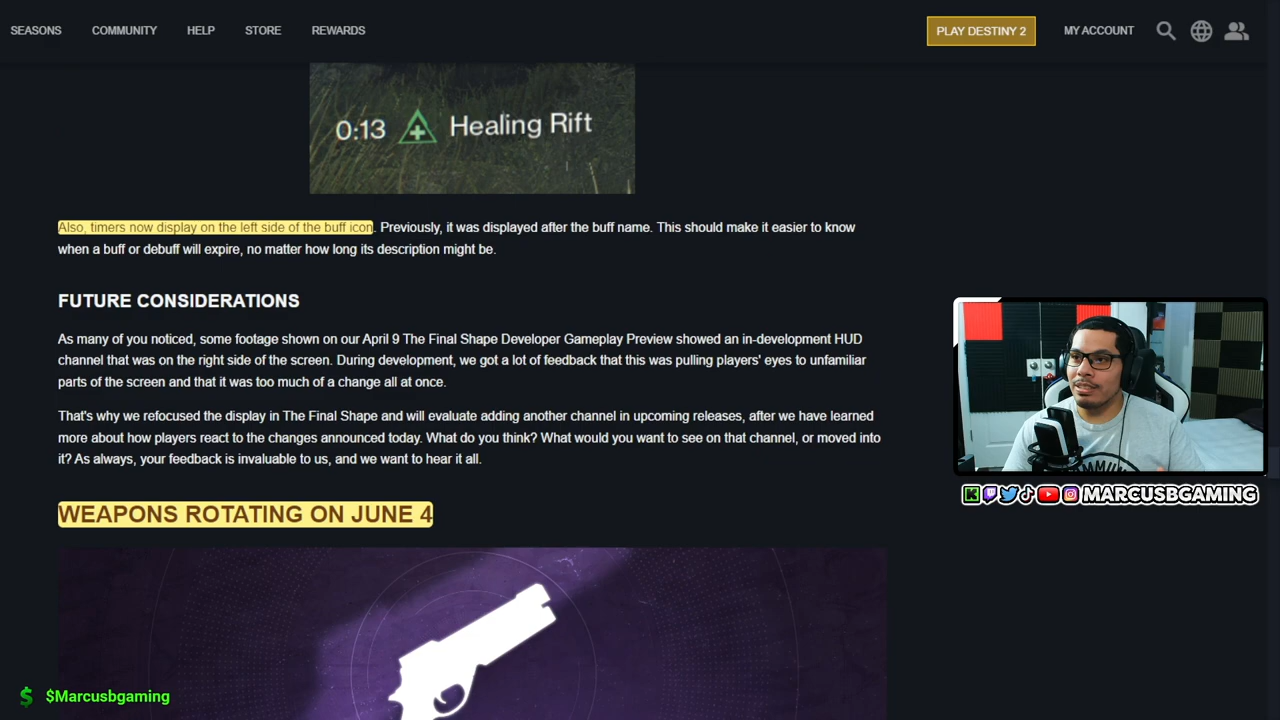 SEASONS COMMUNITY HELP STORE REWARDS PLAY DESTINY 2 MY ACCOUNT
0:13 Healing Rift
Also, timers now display on the left side of the buff icon. Previously, it was displayed after the buff name. This should make it easier to know
when a buff or debuff will expire, no matter how long its description might be.
FUTURE CONSIDERATIONS
As many of you noticed, some footage shown on our April 9 The Final Shape Developer Gameplay Preview showed an in-development HUD
channel that was on the right side of the screen. During development, we got a lot of feedback that this was pulling players' eyes to unfamiliar
parts of the screen and that it was too much of a change all at once.
That's why we refocused the display in The Final Shape and will evaluate adding another channel in upcoming releases, after we have learned
more about how players react to the changes announced today. What do you think? What would you want to see on that channel, or moved into
it? As always, your feedback is invaluable to us, and we want to hear it all.
MARCUSBGAMING
WEAPONS ROTATING ON JUNE 4
$ $Marcusbgaming